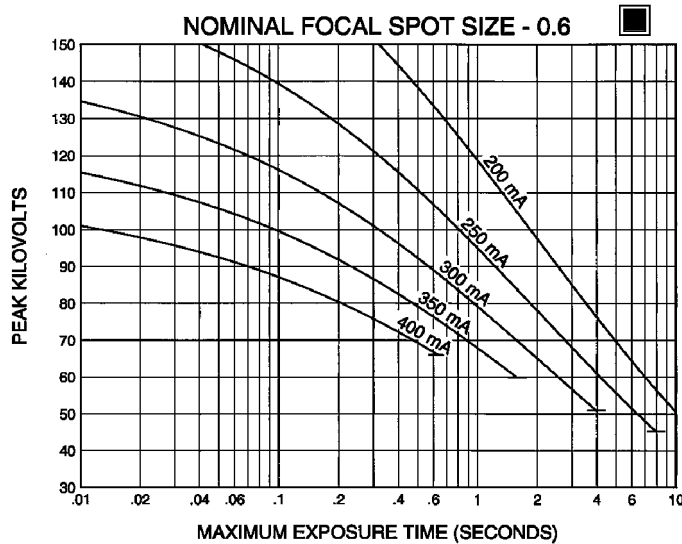 NOMINAL FOCAL SPOT SIZE - 0.6
150
140
130
120
110
100
90
80
70
60
50
40
30
PEAK KILOVOLTS
200 mA
250 mA
300 mA
350 mA
400 mA
.01 .02 .04 .06 .1 .2 .4 .6 1 2 4 6 10
MAXIMUM EXPOSURE TIME (SECONDS)